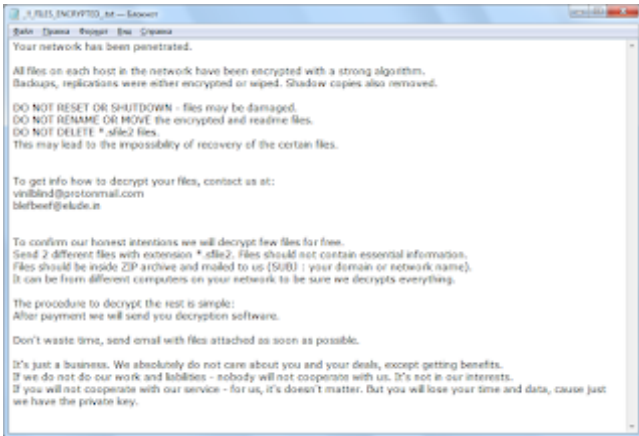 _FILES_ENCRYPTED_.txt — Блокнот
Файл Правка Формат Вид Справка
Your network has been penetrated.
All files on each host in the network have been encrypted with a strong algorithm.
Backups, replications were either encrypted or wiped. Shadow copies also removed.
DO NOT RESET OR SHUTDOWN - files may be damaged.
DO NOT RENAME OR MOVE the encrypted and readme files.
DO NOT DELETE *.sfile2 files.
This may lead to the impossibility of recovery of the certain files.
To get info how to decrypt your files, contact us at:
vinilblind@protonmail.com
blefbeef@elude.in
To confirm our honest intentions we will decrypt few files for free.
Send 2 different files with extension *.sfile2. Files should not contain essential information.
Files should be inside ZIP archive and mailed to us (SUBJ : your domain or network name).
It can be from different computers on your network to be sure we decrypts everything.
The procedure to decrypt the rest is simple:
After payment we will send you decryption software.
Don't waste time, send email with files attached as soon as possible.
It's just a business. We absolutely do not care about you and your deals, except getting benefits.
If we do not do our work and liabilities - nobody will not cooperate with us. It's not in our interests.
If you will not cooperate with our service - for us, it's doesn't matter. But you will lose your time and data, cause just
we have the private key.